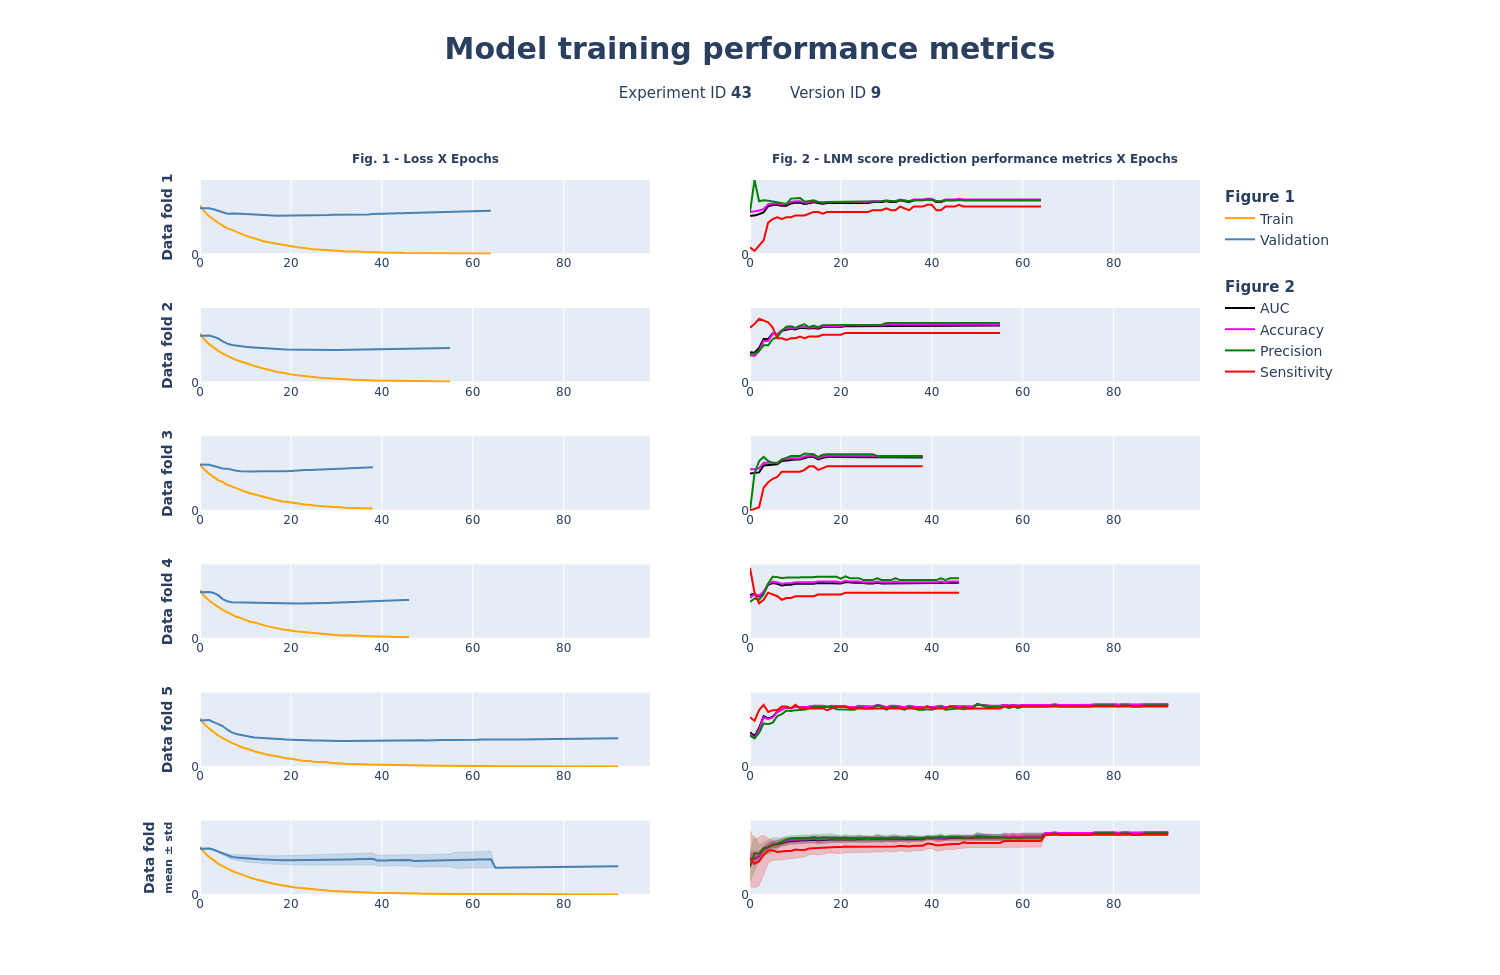 Model training performance metrics
Experiment ID 43 Version ID 9
Fig. 1 - Loss X Epochs
Fig. 2 - LNM score prediction performance metrics X Epochs
Data fold 1
0
0 20 40 60 80
0
0 20 40 60 80
Figure 1
Train
Validation
Figure 2
AUC
Accuracy
Precision
Sensitivity
Data fold 2
0
0 20 40 60 80
0
0 20 40 60 80
Data fold 3
0
0 20 40 60 80
0
0 20 40 60 80
Data fold 4
0
0 20 40 60 80
0
0 20 40 60 80
Data fold 5
0
0 20 40 60 80
0
0 20 40 60 80
Data fold
mean ± std
0
0 20 40 60 80
0
0 20 40 60 80